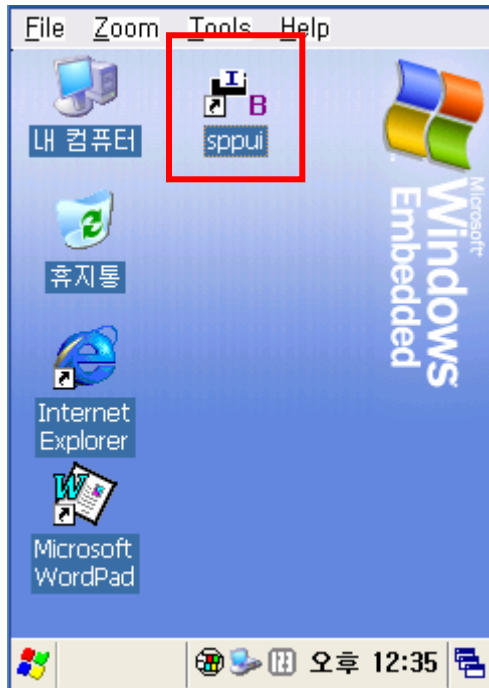 File Zoom Tools Help
내 컴퓨터
I
B
sppui
휴지통
Internet
Explorer
Microsoft
WordPad
Microsoft
Windows
Embedded
오후 12:35